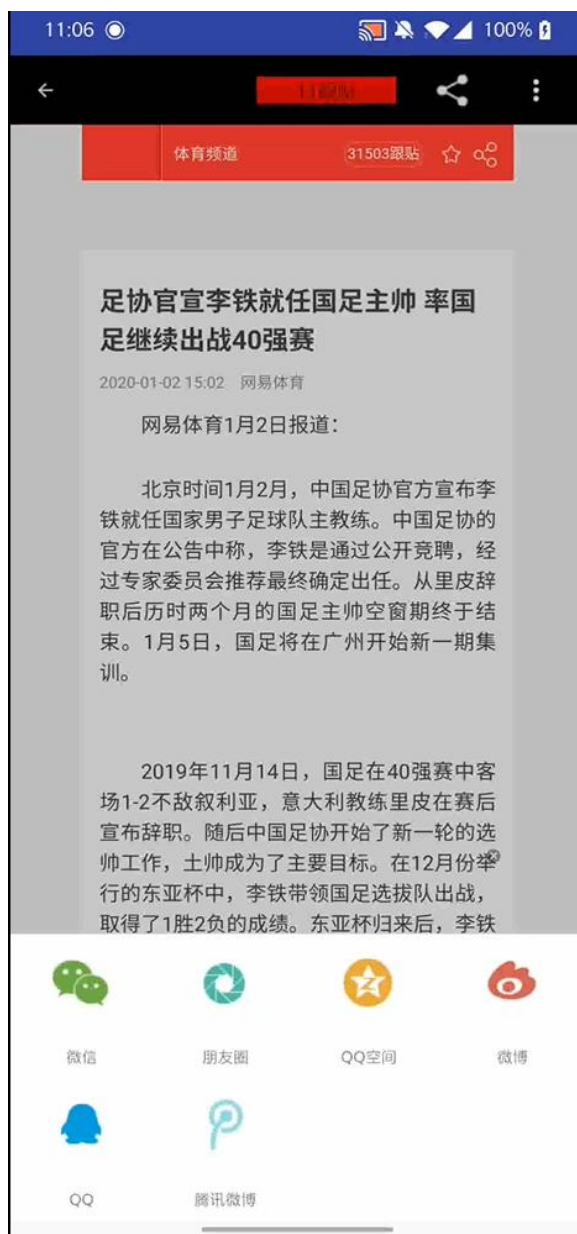 11:06
100%
体育频道
31503跟贴
足协官宣李铁就任国足主帅 率国
足继续出战40强赛
2020-01-02 15:02 网易体育
网易体育1月2日报道：
北京时间1月2月，中国足协官方宣布李
铁就任国家男子足球队主教练。中国足协的
官方在公告中称，李铁是通过公开竞聘，经
过专家委员会推荐最终确定出任。从里皮辞
职后历时两个月的国足主帅空窗期终于结
束。1月5日，国足将在广州开始新一期集
训。
2019年11月14日，国足在40强赛中客
场1-2不敌叙利亚，意大利教练里皮在赛后
宣布辞职。随后中国足协开始了新一轮的选
帅工作，土帅成为了主要目标。在12月份举
行的东亚杯中，李铁带领国足选拔队出战，
取得了1胜2负的成绩。东亚杯归来后，李铁
微信
朋友圈
QQ空间
微博
QQ
腾讯微博